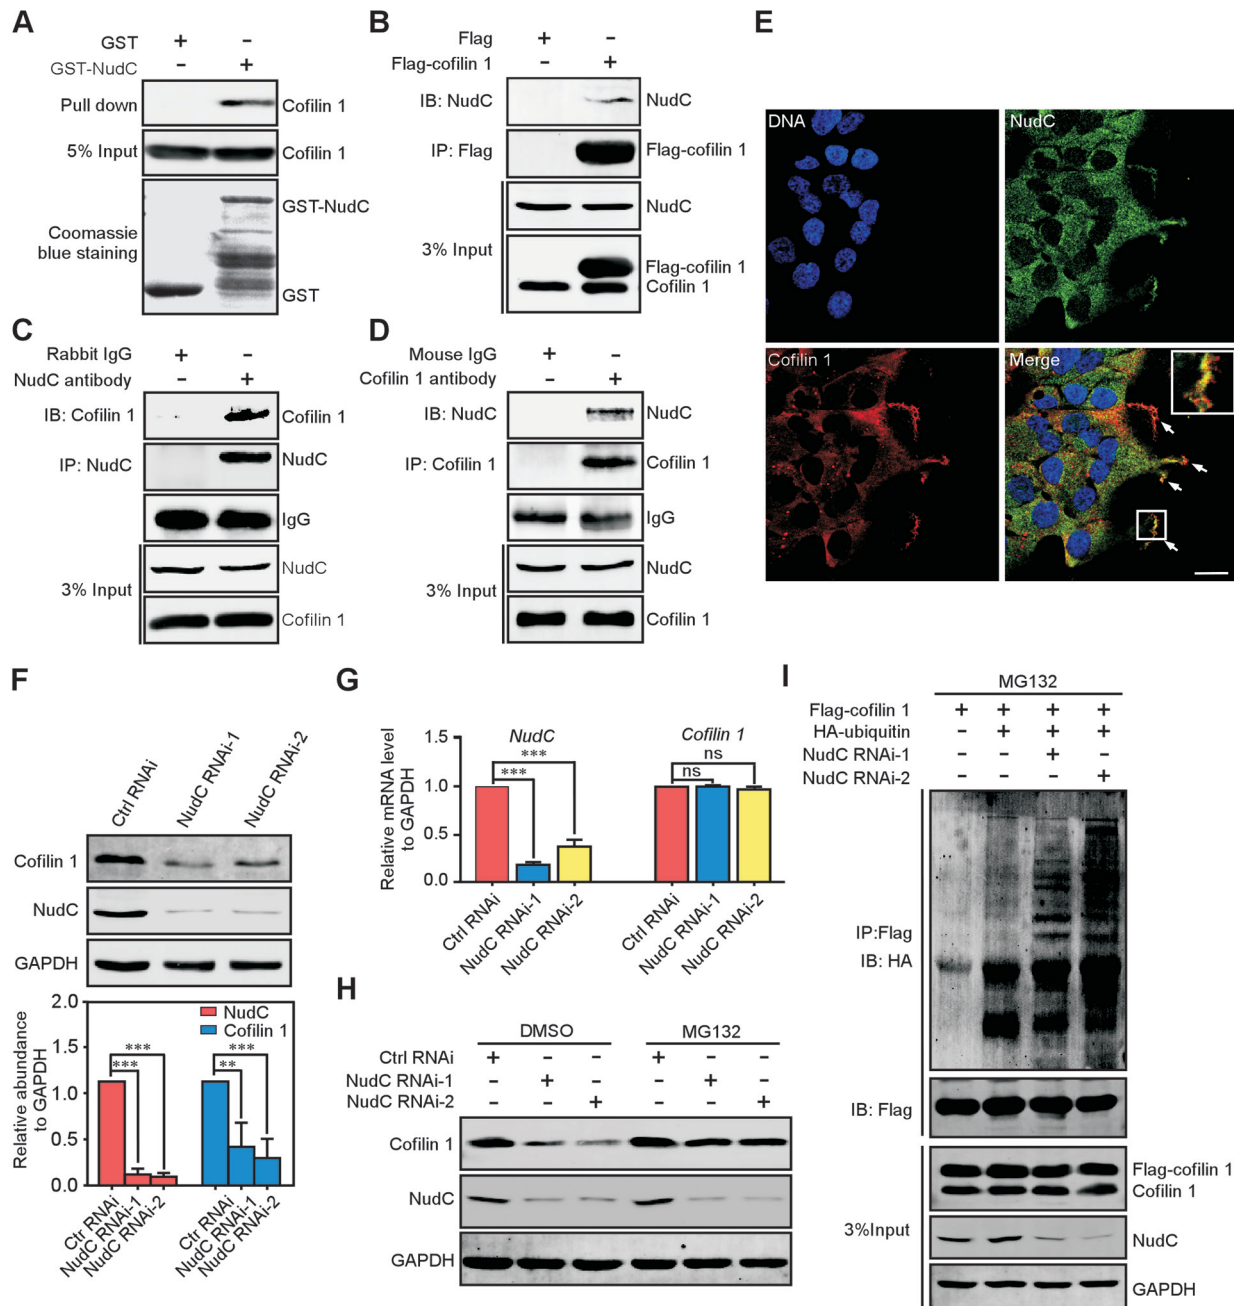 A
GST + -
GST-NudC - +
Pull down Cofilin 1
5% Input Cofilin 1
Coomassie blue staining
GST-NudC
GST
B
Flag + -
Flag-cofilin 1 - +
IB: NudC NudC
IP: Flag Flag-cofilin 1
NudC
3% Input
Flag-cofilin 1
Cofilin 1
C
Rabbit IgG + -
NudC antibody - +
IB: Cofilin 1 Cofilin 1
IP: NudC NudC
IgG
NudC
3% Input
Cofilin 1
D
Mouse IgG + -
Cofilin 1 antibody - +
IB: NudC NudC
IP: Cofilin 1 Cofilin 1
IgG
NudC
3% Input
Cofilin 1
E
DNA
NudC
Cofilin 1
Merge
F
Ctrl RNAi
NudC RNAi-1
NudC RNAi-2
Cofilin 1
NudC
GAPDH
Relative abundance
to GAPDH
2.0
1.5
1.0
0.5
0.0
NudC
Cofilin 1
*** ***
*** **
Ctr RNAi
NudC RNAi-1
NudC RNAi-2
Ctr RNAi
NudC RNAi-1
NudC RNAi-2
G
Relative mRNA level
to GAPDH
1.5
1.0
0.5
0.0
NudC
***
***
Cofilin 1
ns
ns
Ctrl RNAi
NudC RNAi-1
NudC RNAi-2
Ctrl RNAi
NudC RNAi-1
NudC RNAi-2
H
DMSO MG132
Ctrl RNAi + - - + - -
NudC RNAi-1 - + - - + -
NudC RNAi-2 - - + - - +
Cofilin 1
NudC
GAPDH
I
MG132
Flag-cofilin 1 + + + +
HA-ubiquitin - + + +
NudC RNAi-1 - - + -
NudC RNAi-2 - - - +
IP:Flag
IB: HA
IB: Flag
Flag-cofilin 1
Cofilin 1
3%Input
NudC
GAPDH